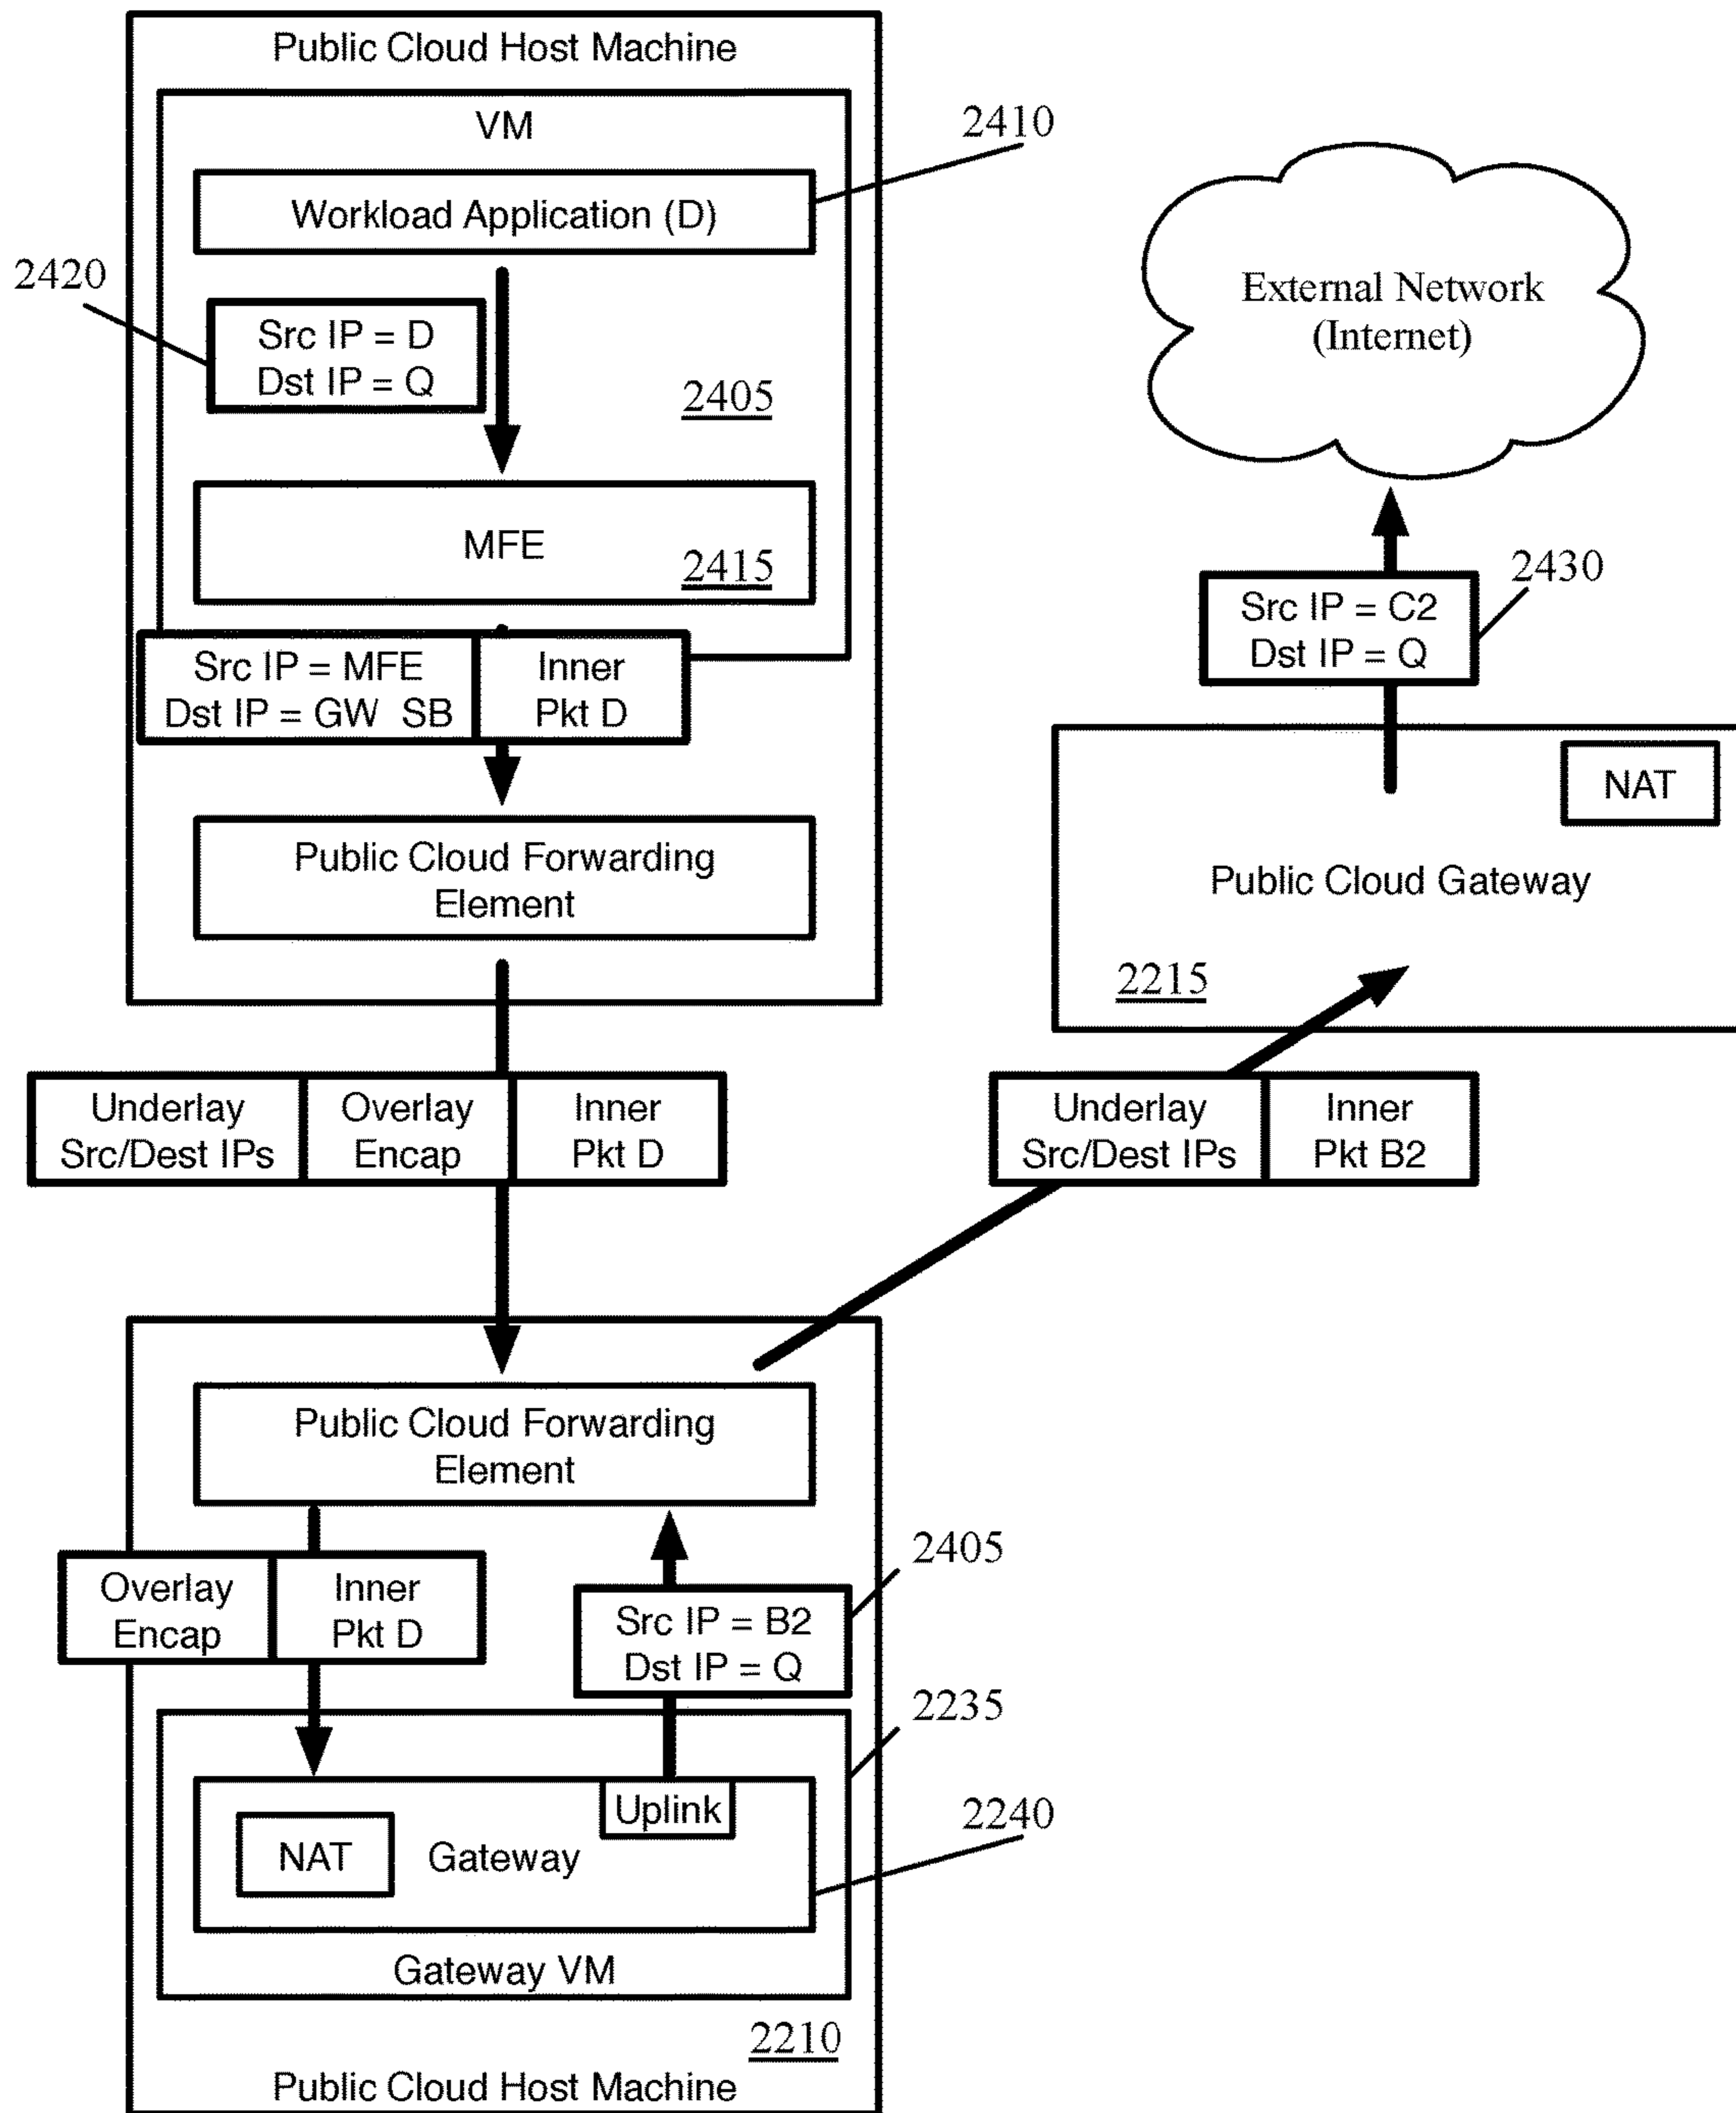 Public Cloud Host Machine
VM
2410
Workload Application (D)
2420
Src IP = D
Dst IP = Q
2405
MFE
2415
Src IP = MFE
Dst IP = GW SB
Inner
Pkt D
Public Cloud Forwarding
Element
Underlay
Src/Dest IPs
Overlay
Encap
Inner
Pkt D
External Network
(Internet)
2430
Src IP = C2
Dst IP = Q
NAT
Public Cloud Gateway
2215
Underlay
Src/Dest IPs
Inner
Pkt B2
Public Cloud Forwarding
Element
Overlay
Encap
Inner
Pkt D
2405
Src IP = B2
Dst IP = Q
2235
Uplink
2240
NAT
Gateway
Gateway VM
2210
Public Cloud Host Machine